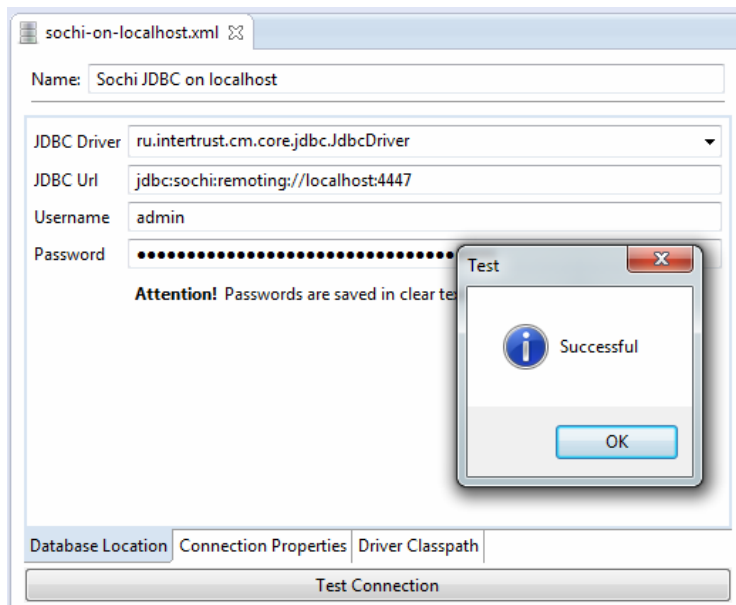 sochi-on-localhost.xml
Name: Sochi JDBC on localhost
JDBC Driver ru.intertrust.cm.core.jdbc.JdbcDriver
JDBC Url jdbc:sochi:remoting://localhost:4447
Username admin
Password ••••••••••••••••••••••••••••••••
Attention! Passwords are saved in clear
Test
Successful
OK
Database Location Connection Properties Driver Classpath
Test Connection